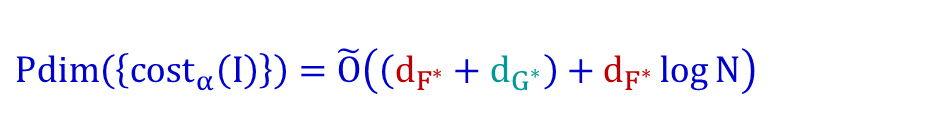 Pdim({cost_α(I)}) = Õ((d_F* + d_G*) + d_F* log N)